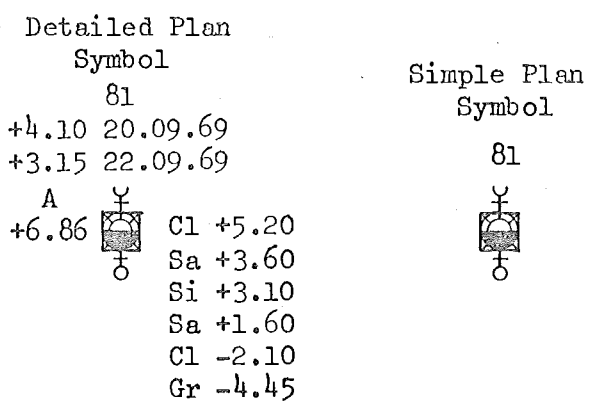 Detailed Plan
Symbol
81
+4.10 20.09.69
+3.15 22.09.69
A
+6.86
Cl +5.20
Sa +3.60
Si +3.10
Sa +1.60
Cl -2.10
Gr -4.45
Simple Plan
Symbol
81